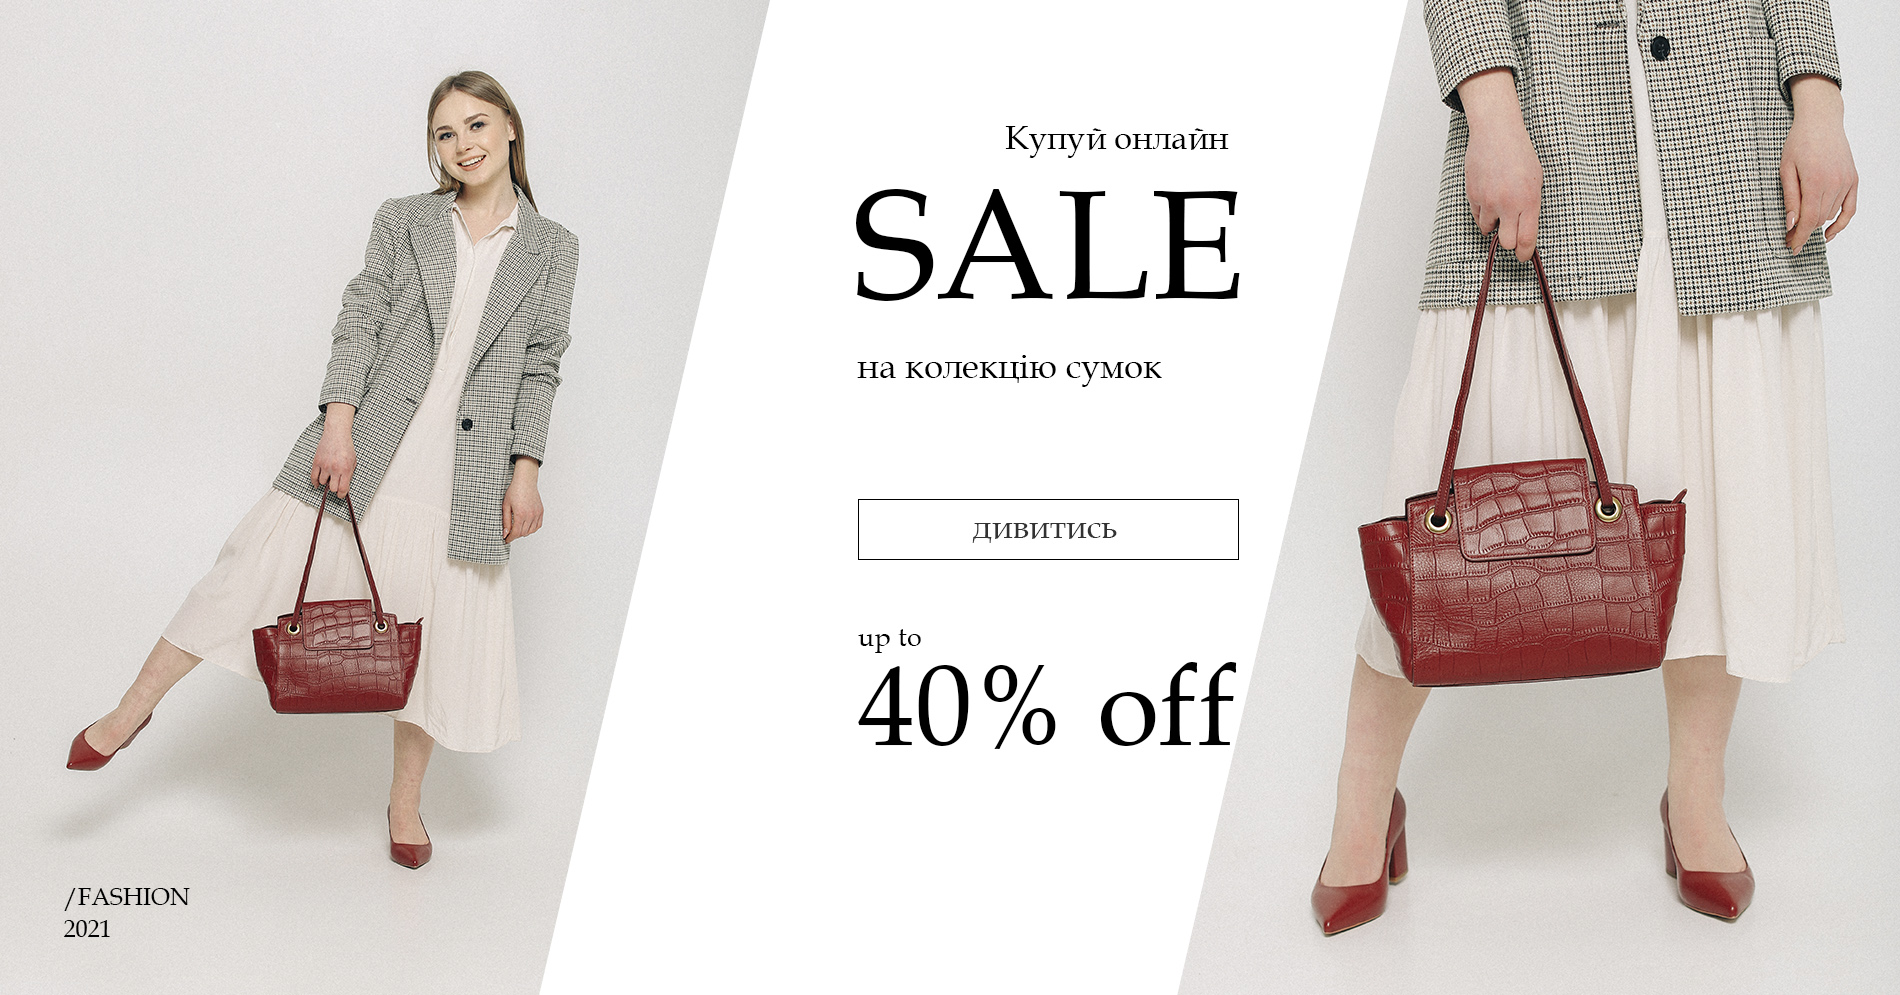 Купуй онлайн
SALE
на колекцію сумок
дивитись
up to
40% off
/FASHION
2021